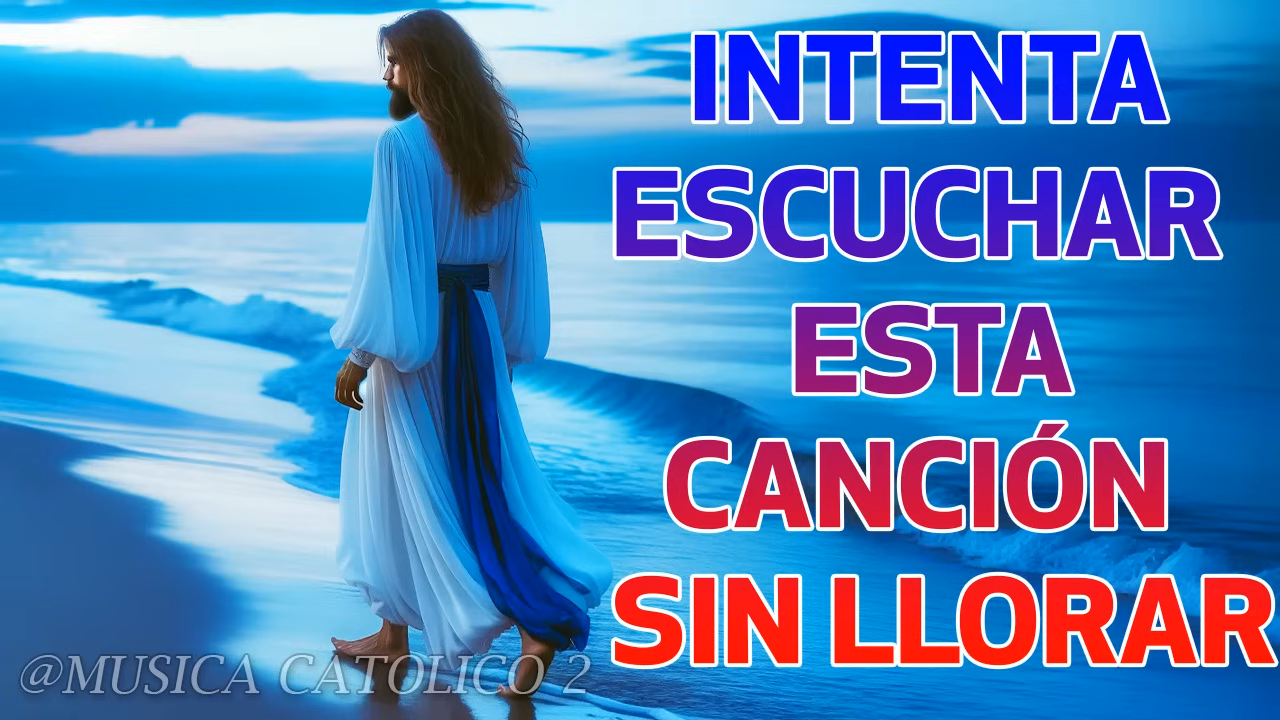 INTENTA
ESCUCHAR
ESTA
CANCIÓN
SIN LLORAR
@MUSICA CATOLICO 2